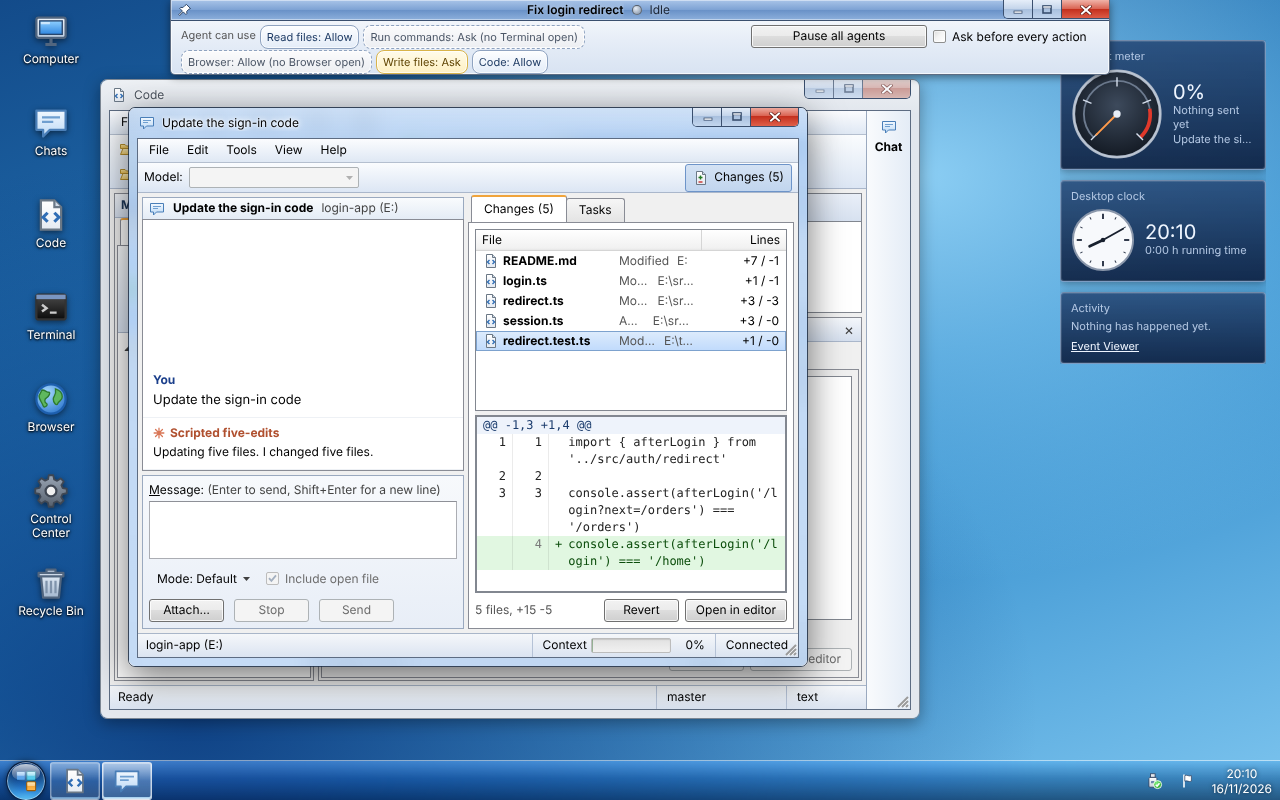 Fix login redirect
Idle
Agent can use
Read files: Allow
Run commands: Ask (no Terminal open)
Browser: Allow (no Browser open)
Write files: Ask
Code: Allow
Pause all agents
Ask before every action
Computer
Chats
Code
Terminal
Browser
Control Center
Recycle Bin
meter
0%
Nothing sent yet
Update the si...
Desktop clock
20:10
0:00 h running time
Activity
Nothing has happened yet.
Event Viewer
Code
Chat
Ready
master
text
editor
Update the sign-in code
File Edit Tools View Help
Model:
Changes (5)
Update the sign-in code login-app (E:)
You
Update the sign-in code
Scripted five-edits
Updating five files. I changed five files.
Message: (Enter to send, Shift+Enter for a new line)
Mode: Default
Include open file
Attach...
Stop
Send
Changes (5)
Tasks
File Lines
README.md Modified E: +7 / -1
login.ts Mo... E:\sr... +1 / -1
redirect.ts Mo... E:\sr... +3 / -3
session.ts A... E:\sr... +3 / -0
redirect.test.ts Mod... E:\t... +1 / -0
@@ -1,3 +1,4 @@
1 1 import { afterLogin } from
'../src/auth/redirect'
2 2
3 3 console.assert(afterLogin('/l
ogin?next=/orders') ===
'/orders')
4 + console.assert(afterLogin('/l
ogin') === '/home')
5 files, +15 -5
Revert
Open in editor
login-app (E:)
Context
0%
Connected
20:10
16/11/2026